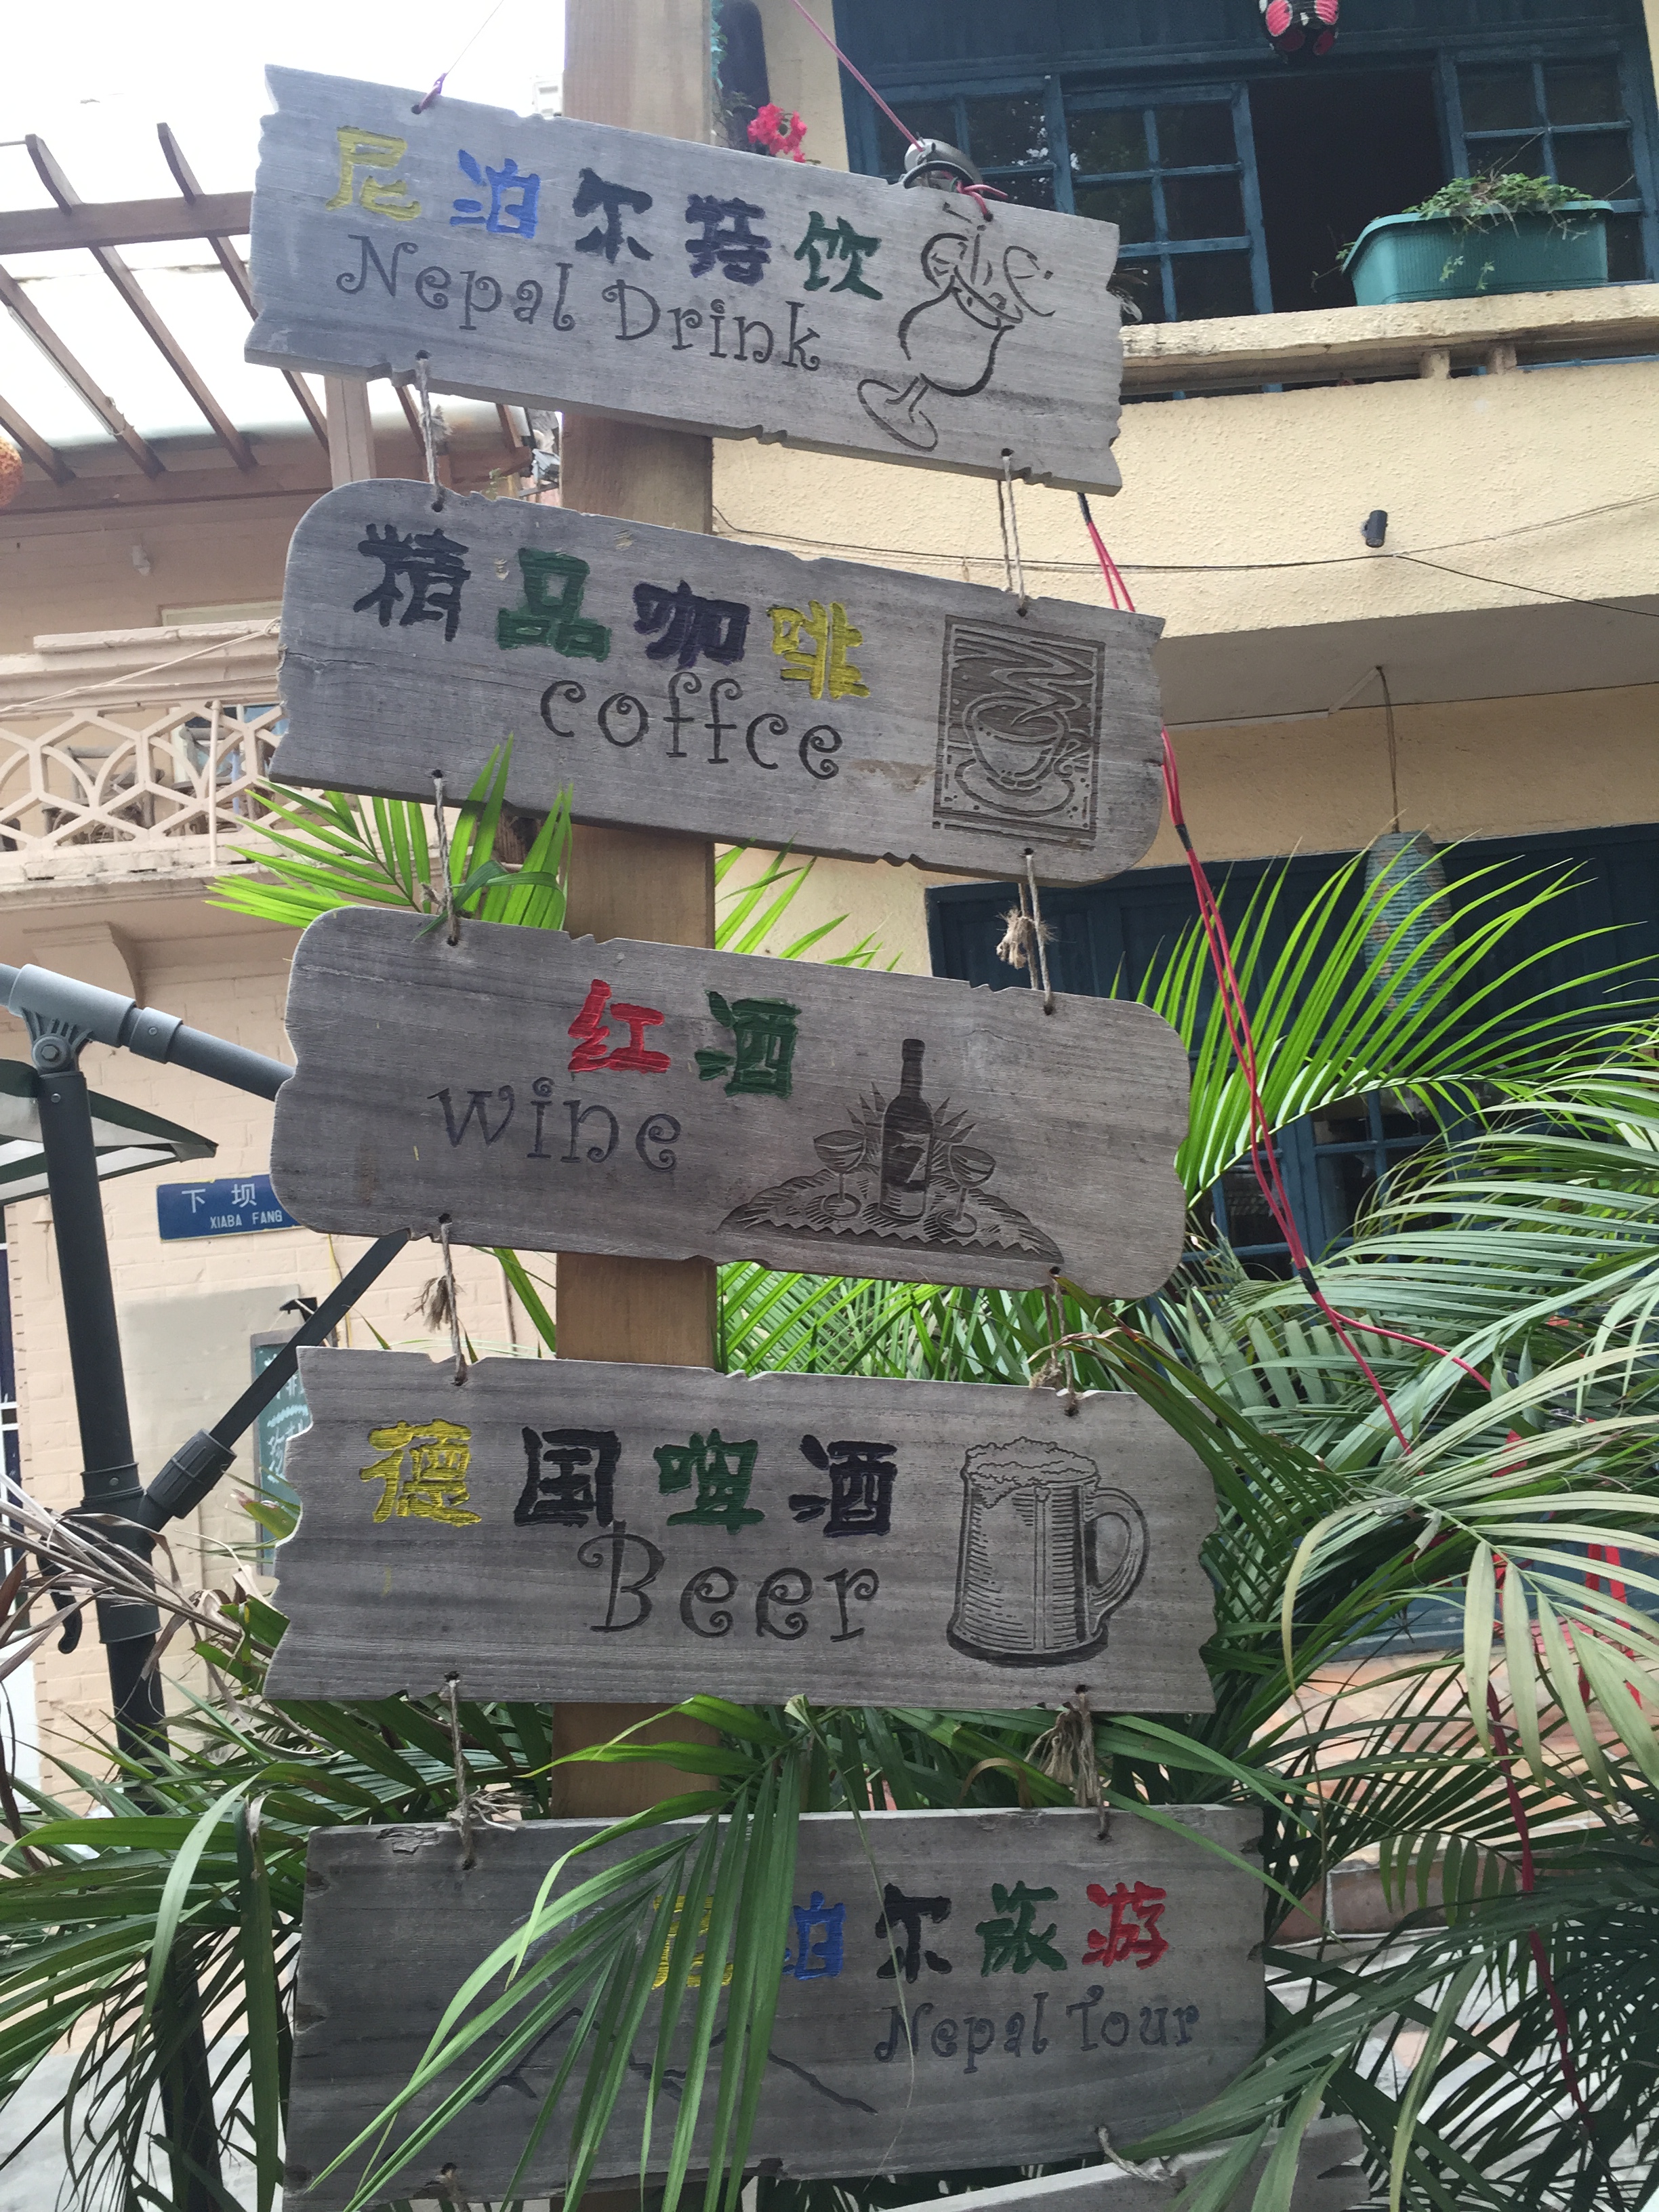 尼泊尔特饮
Nepal Drink
精品咖啡
coffce
红酒
wine
下坝
XIABA FANG
德国啤酒
Beer
尼泊尔旅游
Nepal Tour